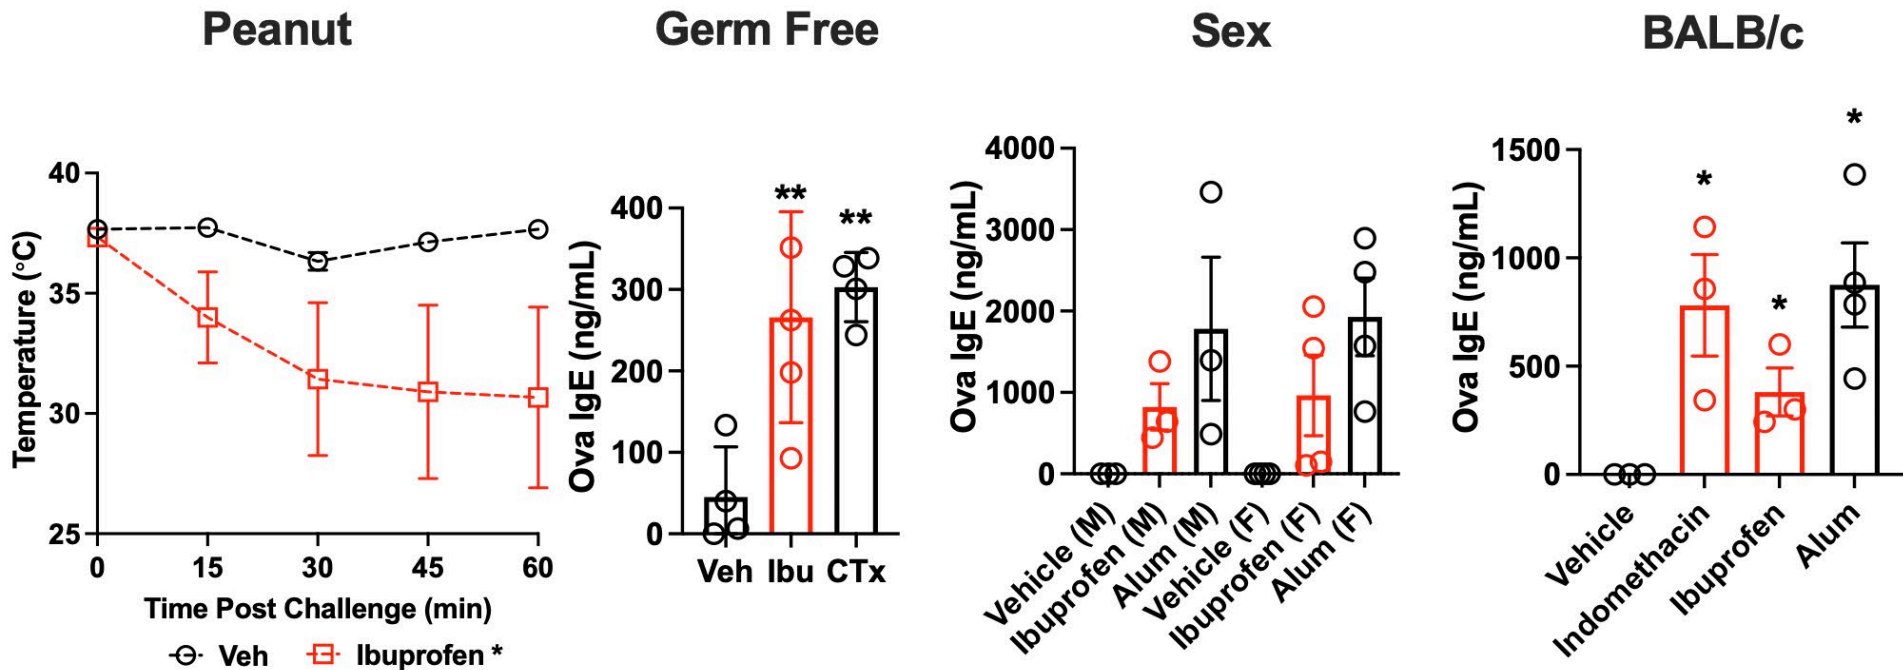 Peanut
Germ Free
Sex
BALB/c
Temperature (°C)
40
35
30
25
0 15 30 45 60
Time Post Challenge (min)
Veh Ibuprofen *
Ova IgE (ng/mL)
400
300
200
100
0
** **
Veh Ibu CTx
Ova IgE (ng/mL)
4000
3000
2000
1000
0
Vehicle (M)
Ibuprofen (M)
Alum (M)
Vehicle (F)
Ibuprofen (F)
Alum (F)
Ova IgE (ng/mL)
1500
1000
500
0
* * *
Vehicle
Indomethacin
Ibuprofen
Alum